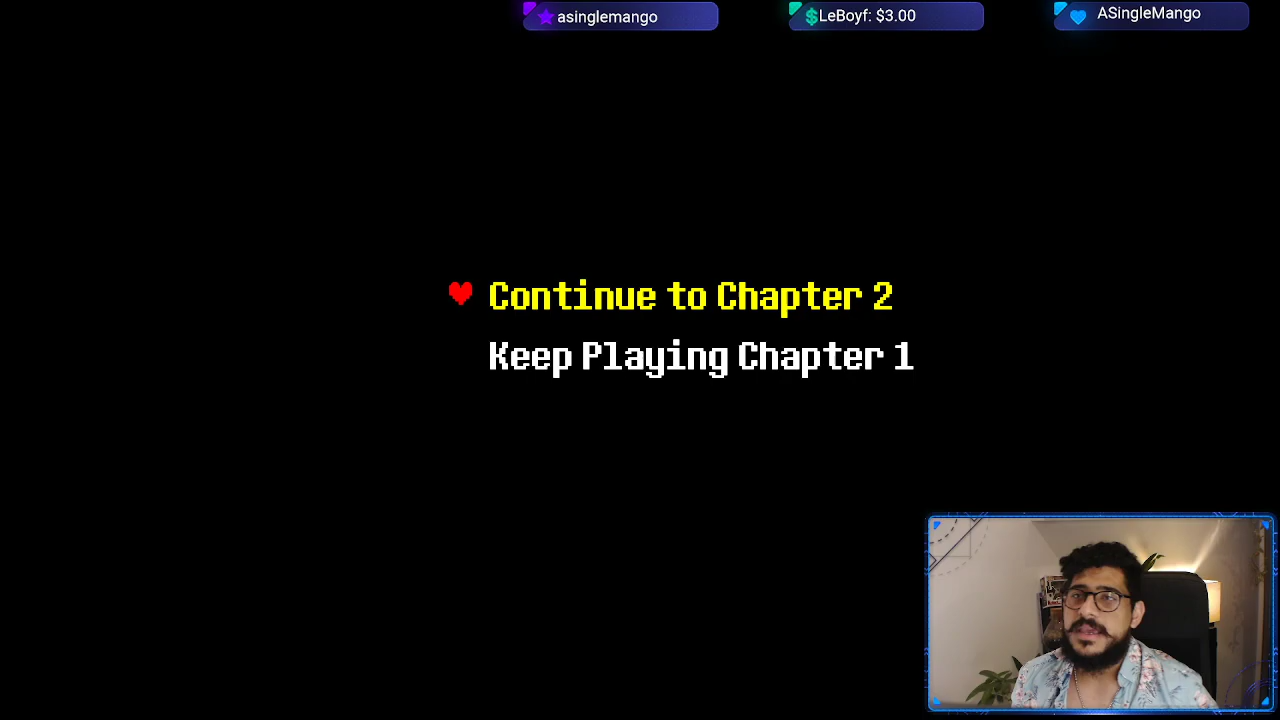 asinglemango
$LeBoyf: $3.00
ASingleMango
Continue to Chapter 2
Keep Playing Chapter 1